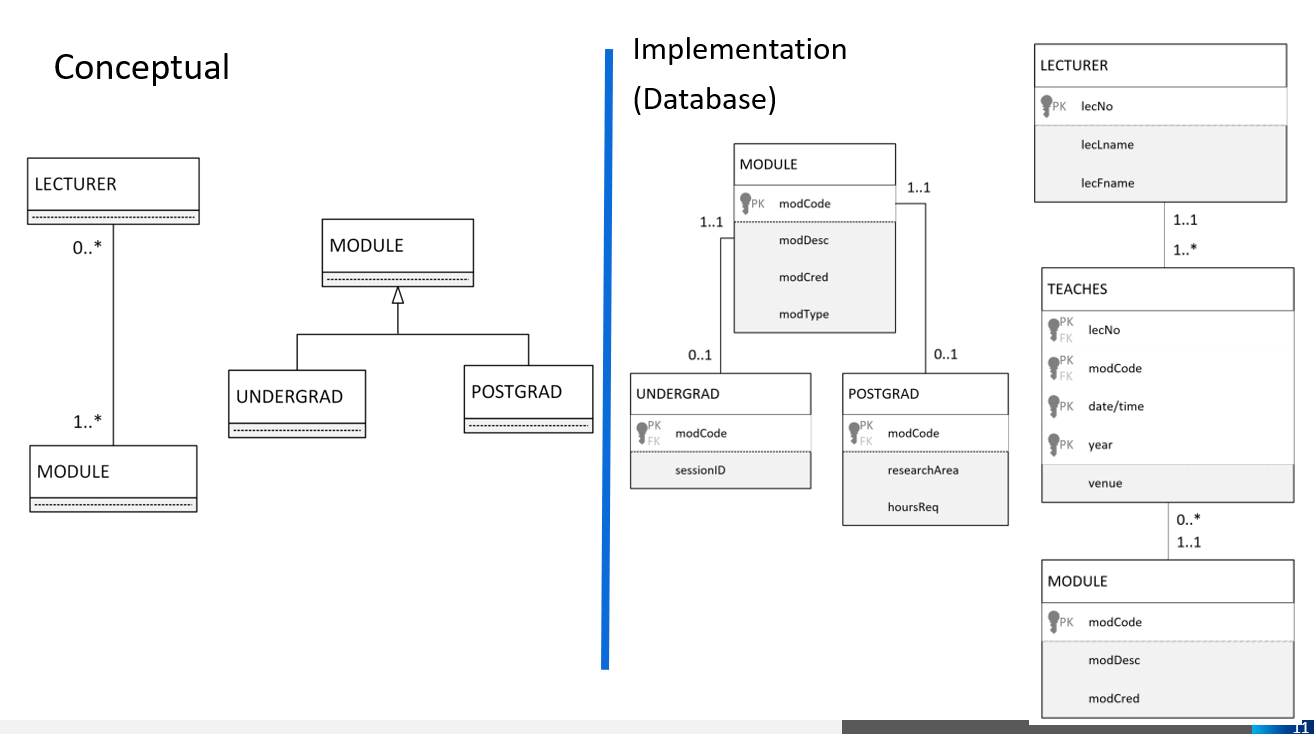 Conceptual
LECTURER
0..*
1..*
MODULE
MODULE
UNDERGRAD
POSTGRAD
Implementation
(Database)
MODULE
PK modCode
modDesc
modCred
modType
1..1
1..1
0..1
0..1
UNDERGRAD
PK
FK
modCode
sessionID
POSTGRAD
PK
FK
modCode
researchArea
hoursReq
LECTURER
PK lecNo
lecLname
lecFname
1..1
1..*
TEACHES
PK
FK
lecNo
PK
FK
modCode
PK date/time
PK year
venue
0..*
1..1
MODULE
PK modCode
modDesc
modCred
11